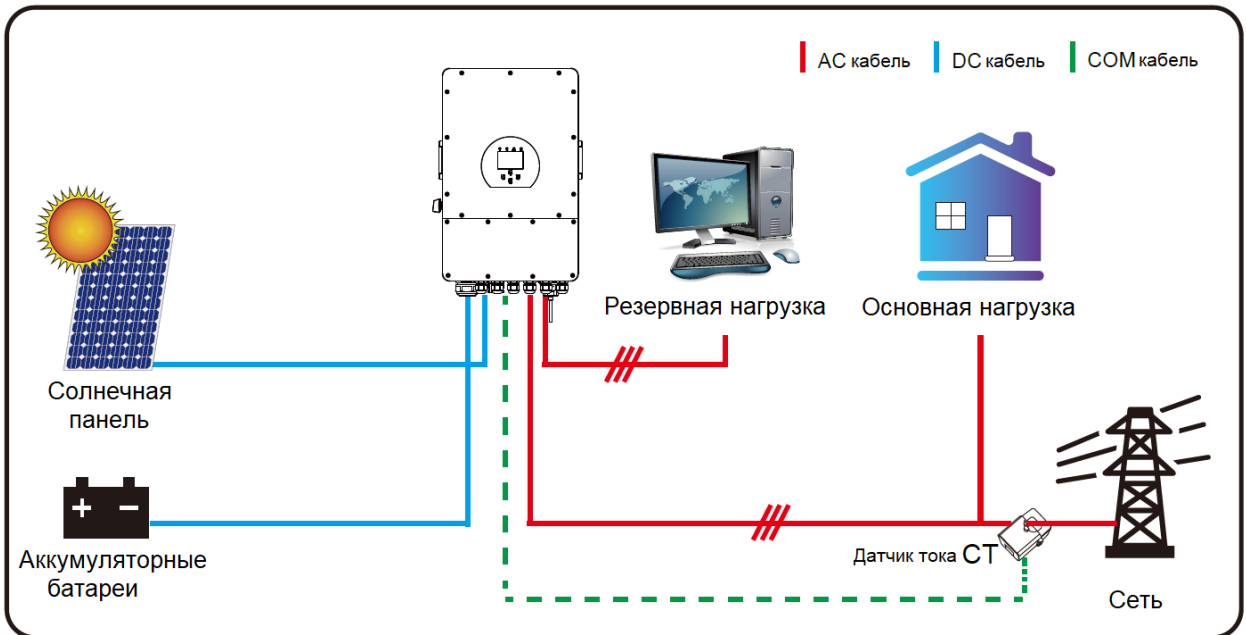 AC кабель
DC кабель
COM кабель
Резервная нагрузка
Основная нагрузка
Солнечная
панель
+ −
Аккумуляторные
батареи
Датчик тока CT
Сеть